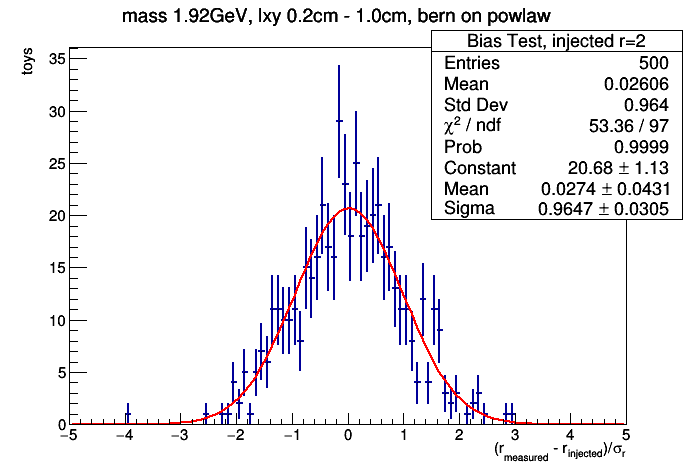 mass 1.92GeV, lxy 0.2cm - 1.0cm, bern on powlaw
Bias Test, injected r=2
Entries 500
Mean 0.02606
Std Dev 0.964
χ² / ndf 53.36 / 97
Prob 0.9999
Constant 20.68 ± 1.13
Mean 0.0274 ± 0.0431
Sigma 0.9647 ± 0.0305
toys
35
30
25
20
15
10
5
0
−5 −4 −3 −2 −1 0 1 2 3 4 5
(r_measured - r_injected)/σ_r